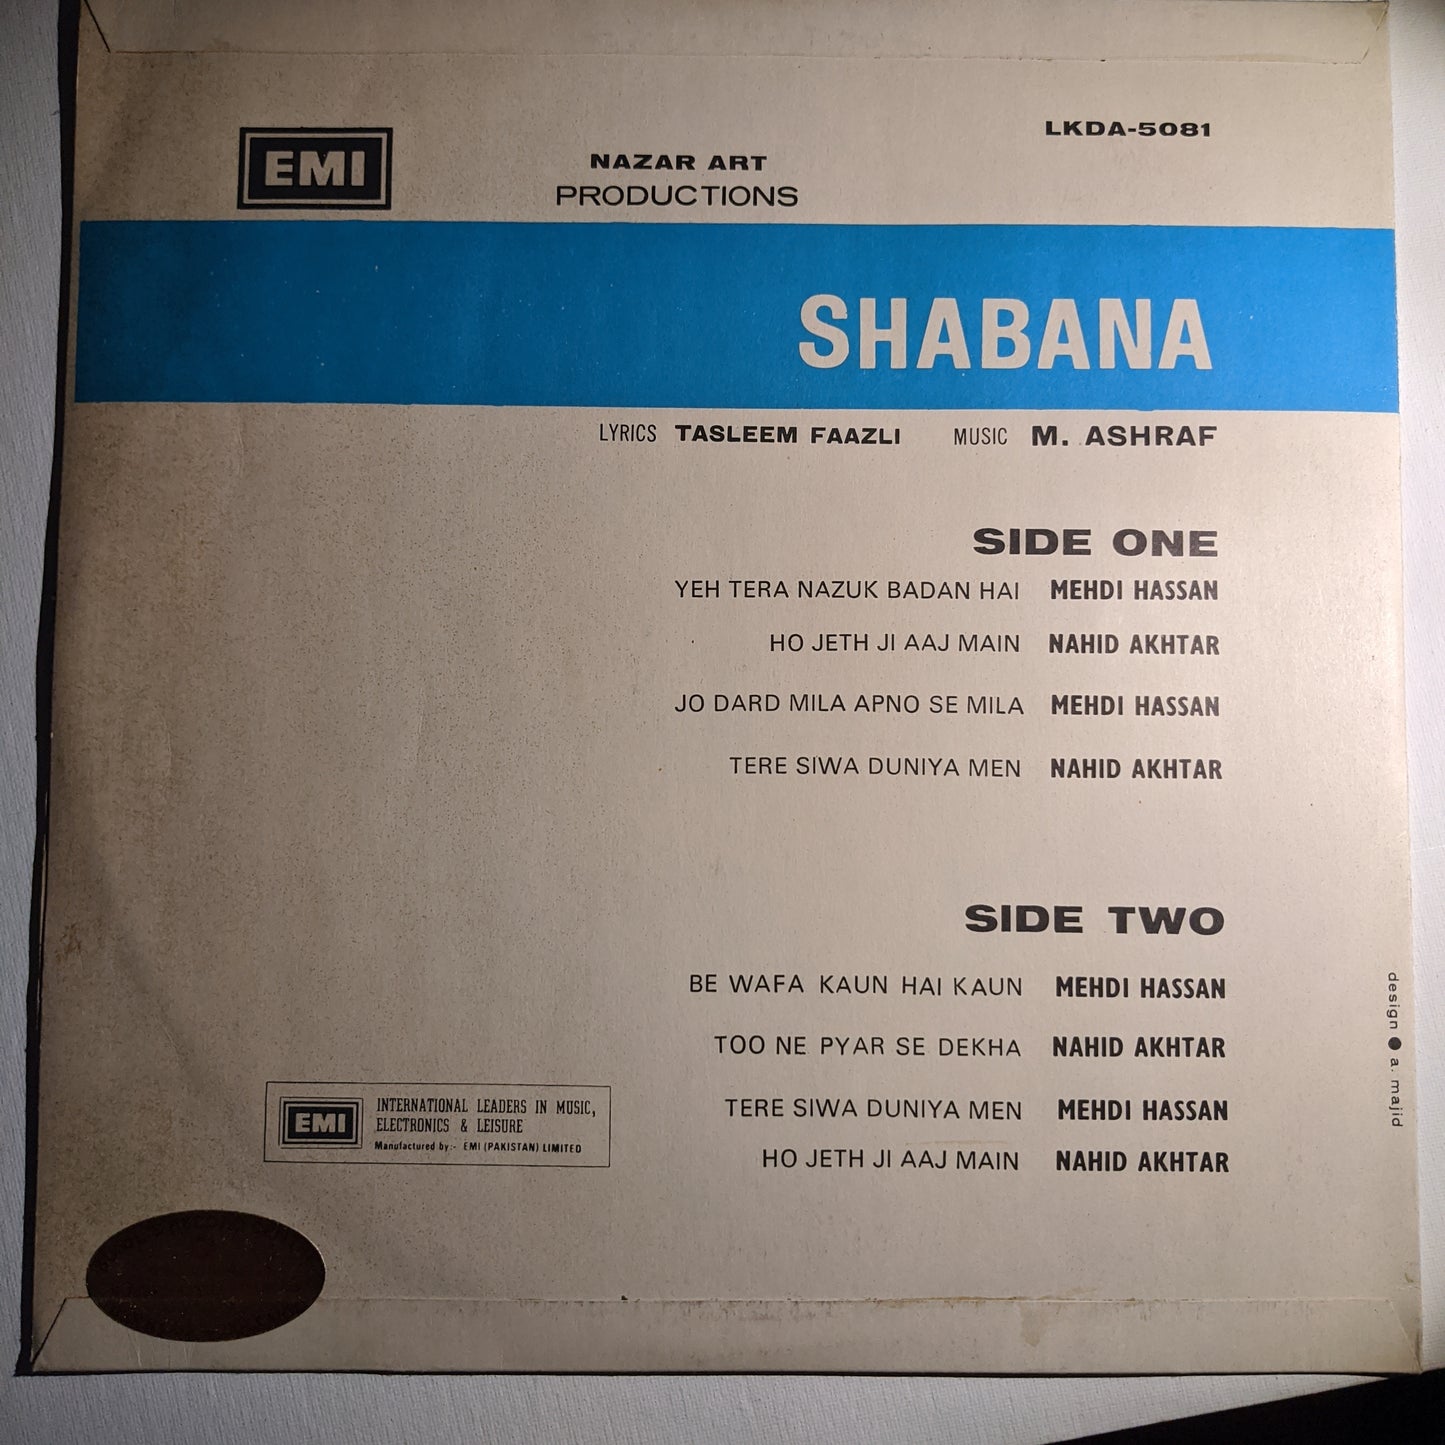 EMI
NAZAR ART
PRODUCTIONS
LKDA-5081
SHABANA
LYRICS TASLEEM FAAZLI MUSIC M. ASHRAF
SIDE ONE
YEH TERA NAZUK BADAN HAI MEHDI HASSAN
HO JETH JI AAJ MAIN NAHID AKHTAR
JO DARD MILA APNO SE MILA MEHDI HASSAN
TERE SIWA DUNIYA MEN NAHID AKHTAR
SIDE TWO
BE WAFA KAUN HAI KAUN MEHDI HASSAN
TOO NE PYAR SE DEKHA NAHID AKHTAR
TERE SIWA DUNIYA MEN MEHDI HASSAN
HO JETH JI AAJ MAIN NAHID AKHTAR
design a. majid
EMI
INTERNATIONAL LEADERS IN MUSIC,
ELECTRONICS & LEISURE
Manufactured by:- EMI (PAKISTAN) LIMITED